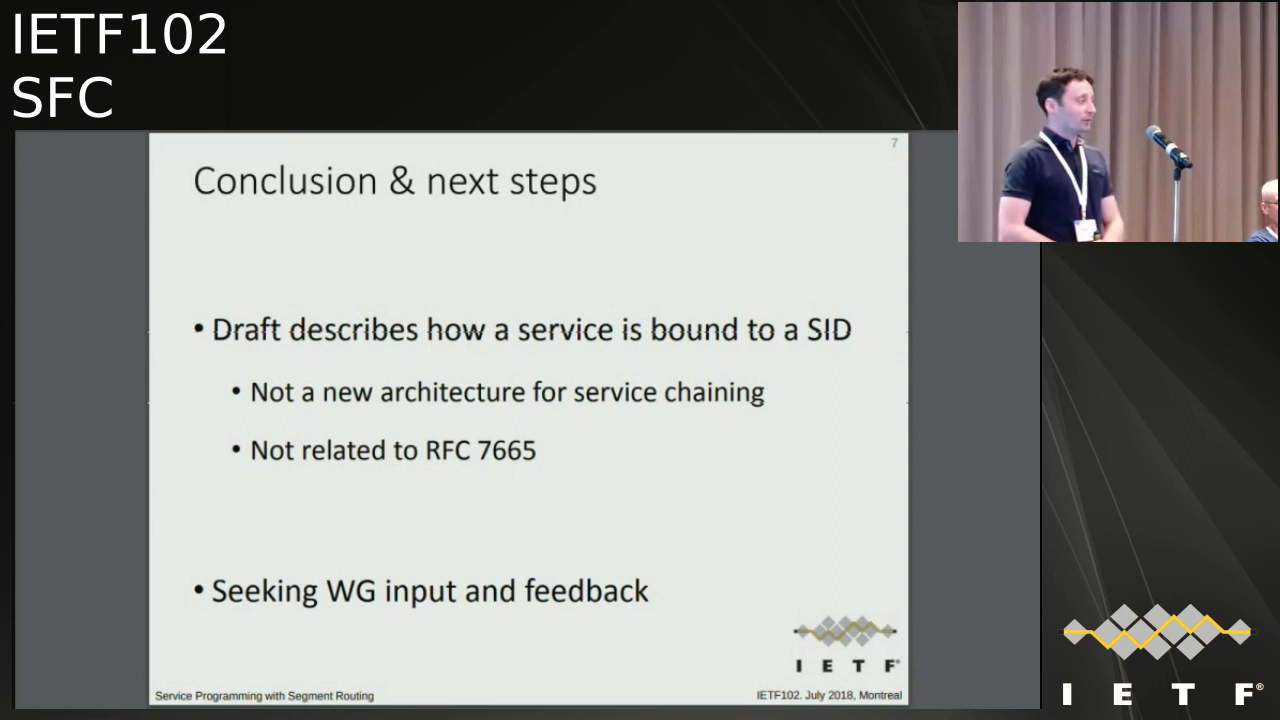 IETF102
SFC
7
Conclusion & next steps
• Draft describes how a service is bound to a SID
• Not a new architecture for service chaining
• Not related to RFC 7665
• Seeking WG input and feedback
I E T F®
Service Programming with Segment Routing
IETF102. July 2018, Montreal
I E T F®